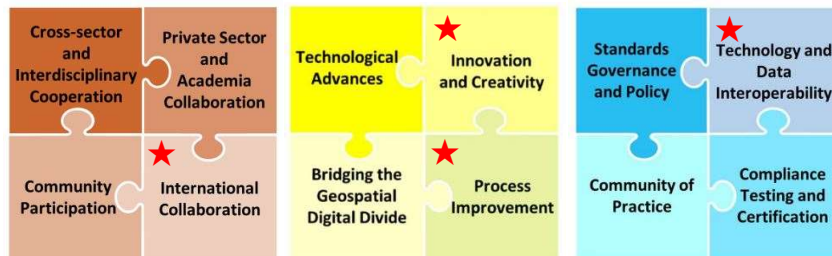 Cross-sector
and
Interdisciplinary
Cooperation
Private Sector
and
Academia
Collaboration
Community
Participation
International
Collaboration
Technological
Advances
Innovation
and Creativity
Bridging the
Geospatial
Digital Divide
Process
Improvement
Standards
Governance
and Policy
Technology and
Data
Interoperability
Community of
Practice
Compliance
Testing and
Certification